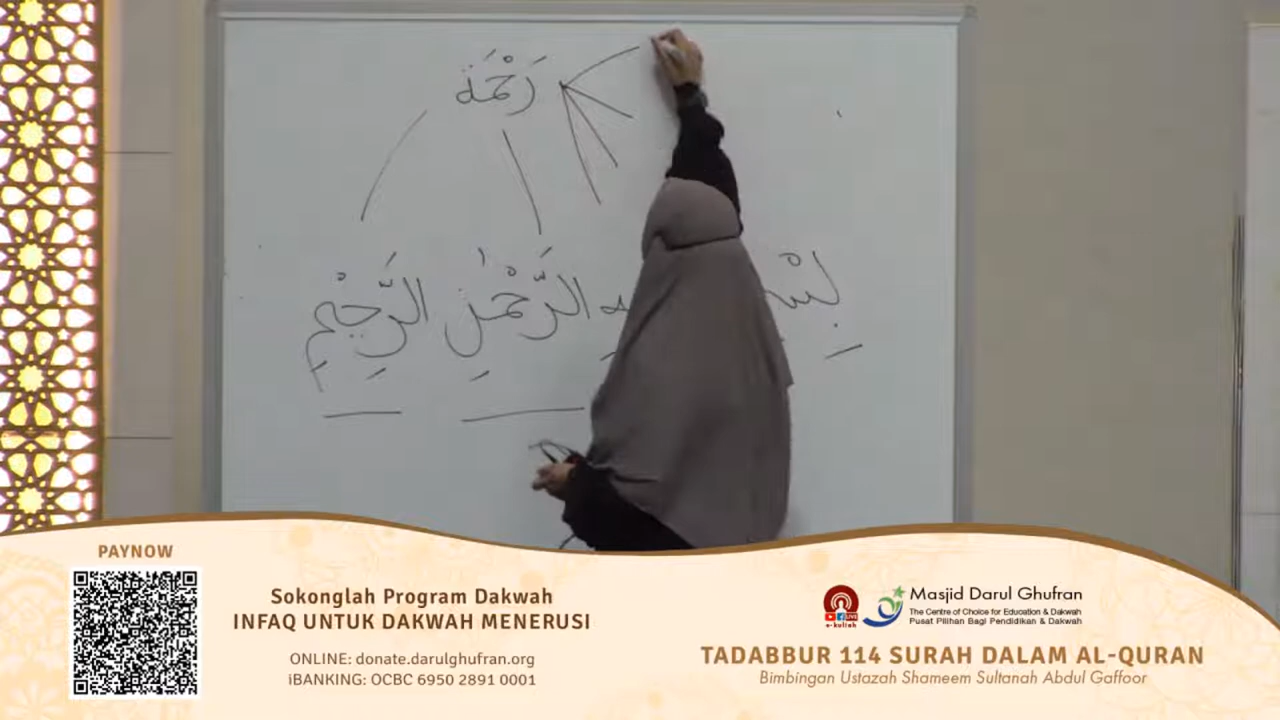 رَحْمَة
بِسْـ ـه الرَّحْمٰنِ الرَّحِيْمِ
PAYNOW
Sokonglah Program Dakwah
INFAQ UNTUK DAKWAH MENERUSI
ONLINE: donate.darulghufran.org
iBANKING: OCBC 6950 2891 0001
e-kuliah
Masjid Darul Ghufran
The Centre of Choice for Education & Dakwah
Pusat Pilihan Bagi Pendidikan & Dakwah
TADABBUR 114 SURAH DALAM AL-QURAN
Bimbingan Ustazah Shameem Sultanah Abdul Gaffoor